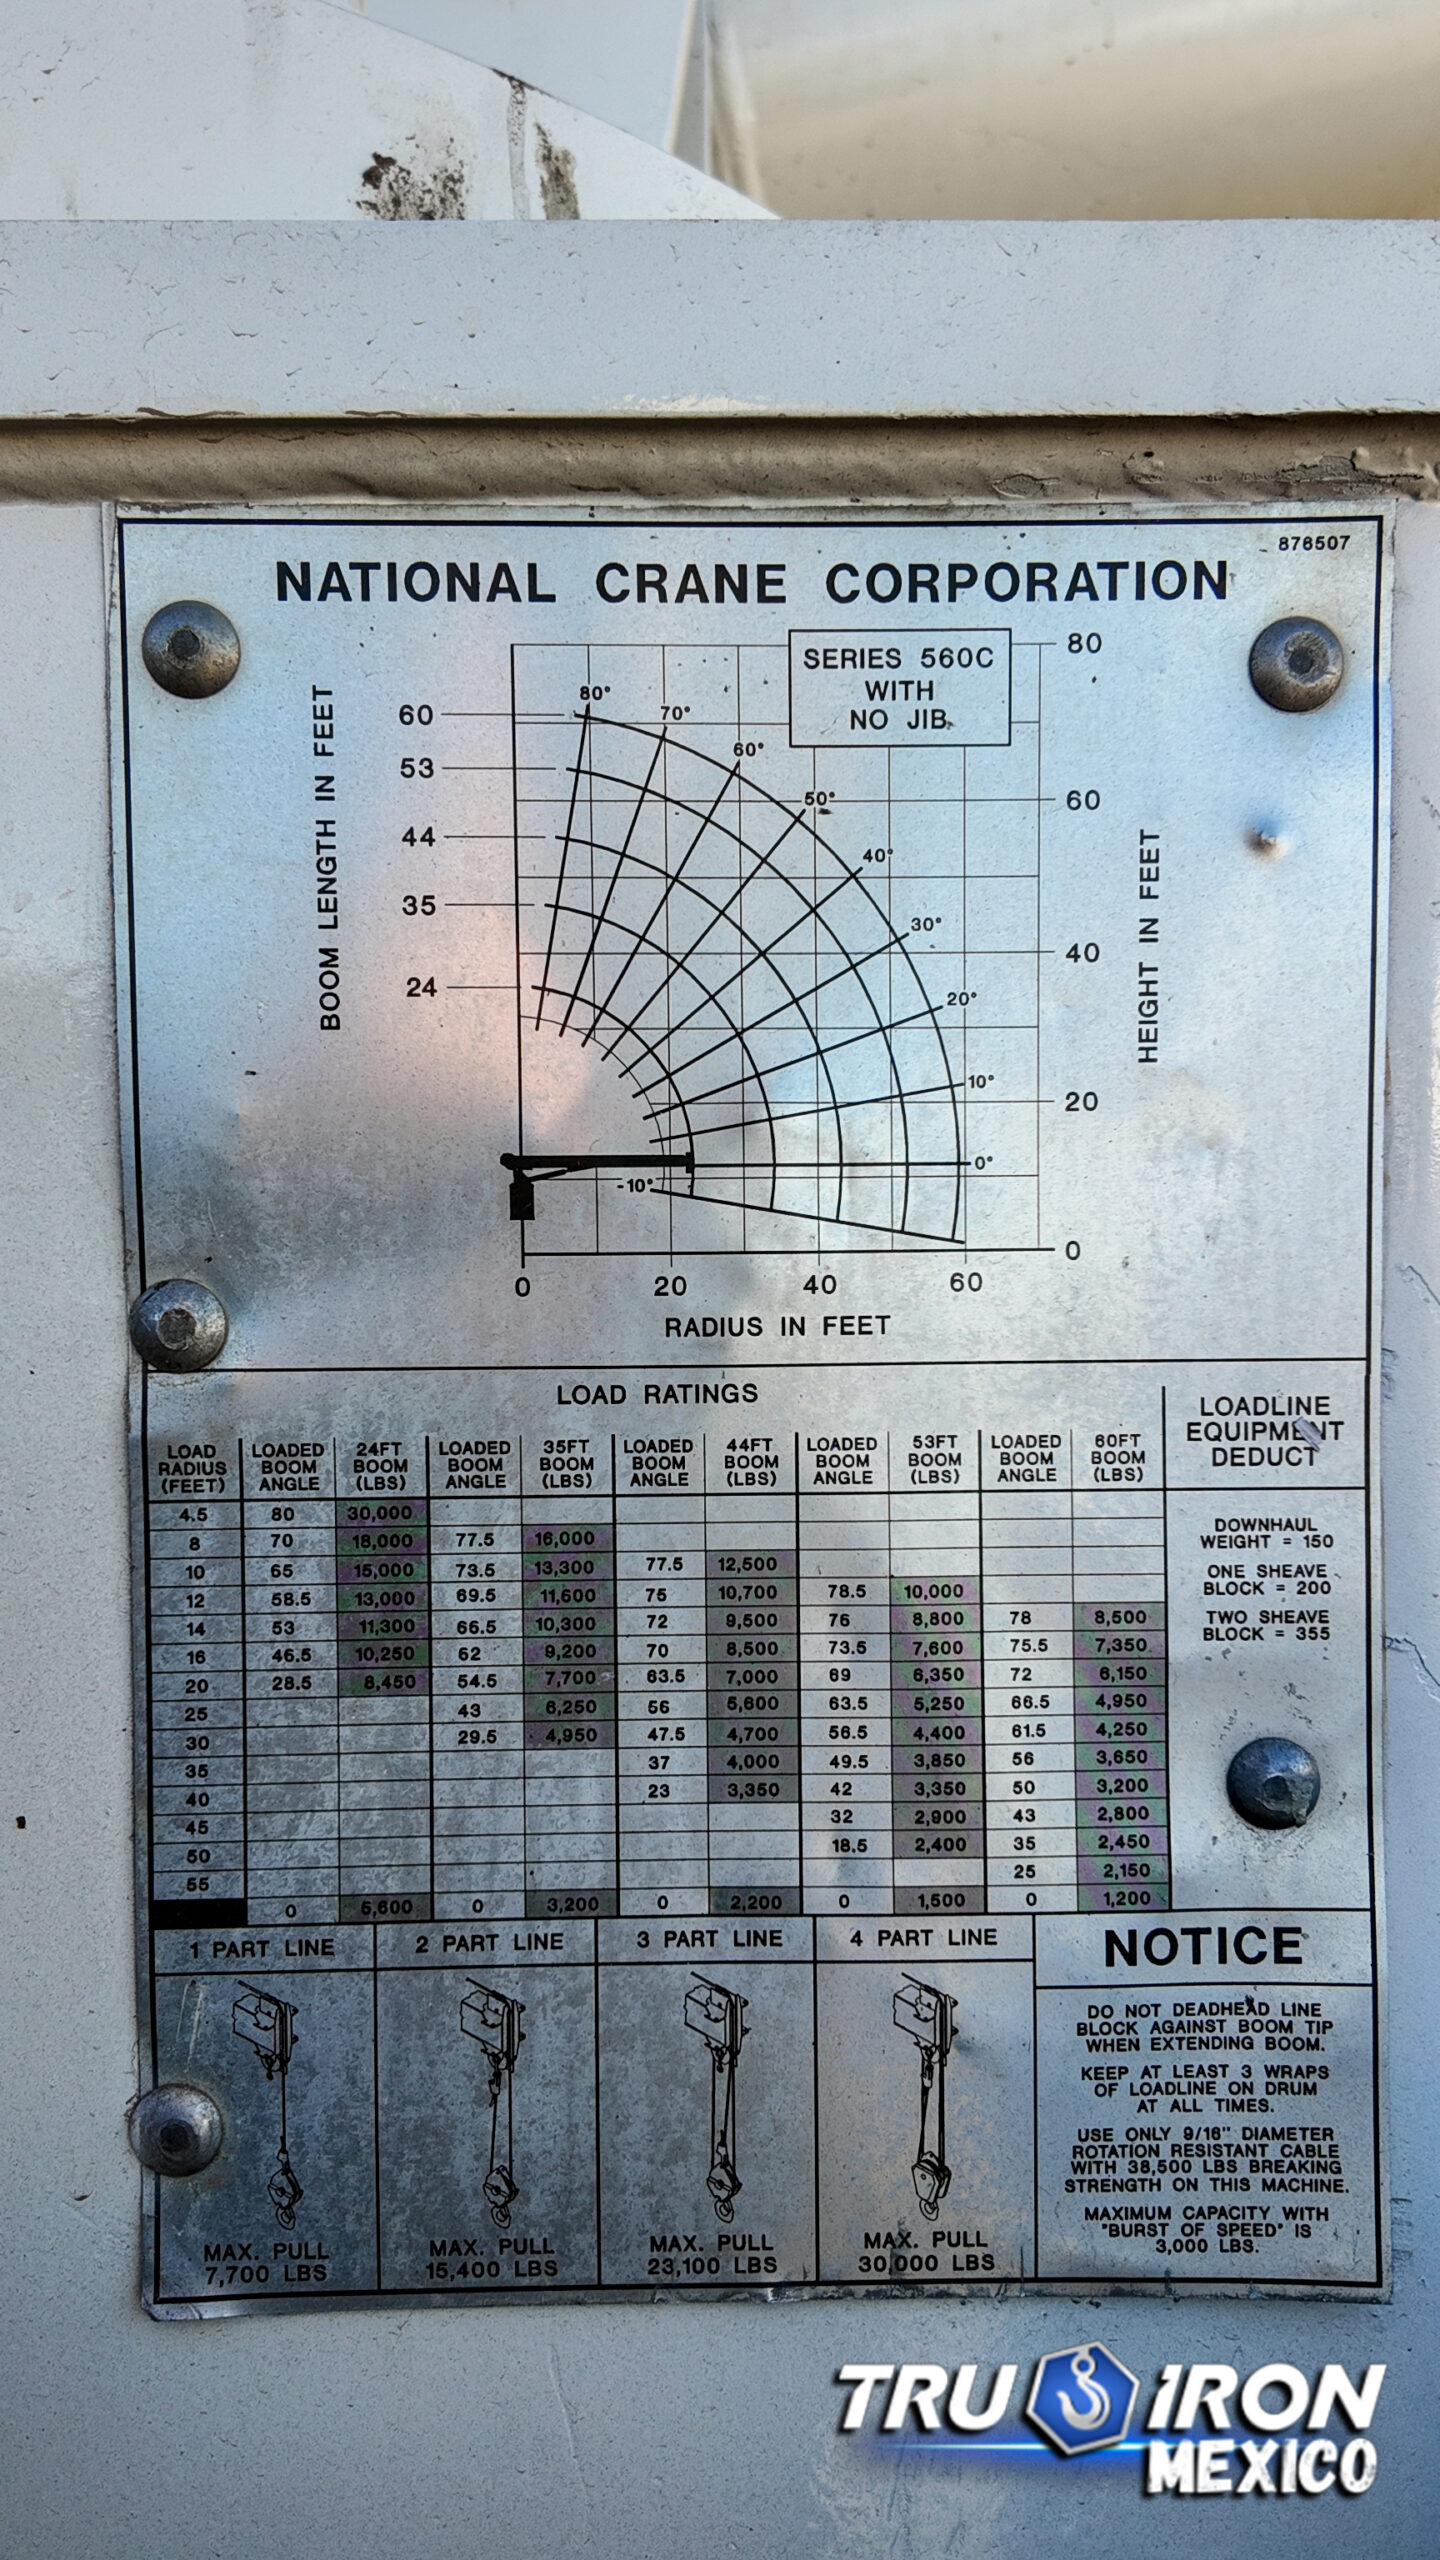 876507
NATIONAL CRANE CORPORATION
SERIES 560C
WITH
NO JIB
BOOM LENGTH IN FEET
60
53
44
35
24
80°
70°
60°
50°
40°
30°
20°
10°
0°
-10°
80
60
40
20
0
HEIGHT IN FEET
0 20 40 60
RADIUS IN FEET
LOAD RATINGS
LOAD RADIUS (FEET) LOADED BOOM ANGLE 24FT BOOM (LBS) LOADED BOOM ANGLE 35FT BOOM (LBS) LOADED BOOM ANGLE 44FT BOOM (LBS) LOADED BOOM ANGLE 53FT BOOM (LBS) LOADED BOOM ANGLE 60FT BOOM (LBS)
4.5 80 30,000
8 70 18,000 77.5 16,000
10 65 15,000 73.5 13,300 77.5 12,500
12 58.5 13,000 69.5 11,600 75 10,700 78.5 10,000
14 53 11,300 66.5 10,300 72 9,500 76 8,800 78 8,500
16 46.5 10,250 62 9,200 70 8,500 73.5 7,600 75.5 7,350
20 28.5 8,450 54.5 7,700 63.5 7,000 69 6,350 72 6,150
25 43 6,250 56 5,600 63.5 5,250 66.5 4,950
30 29.5 4,950 47.5 4,700 56.5 4,400 61.5 4,250
35 37 4,000 49.5 3,850 56 3,650
40 23 3,350 42 3,350 50 3,200
45 32 2,900 43 2,800
50 18.5 2,400 35 2,450
55 25 2,150
0 5,600 0 3,200 0 2,200 0 1,500 0 1,200
LOADLINE
EQUIPMENT
DEDUCT
DOWNHAUL
WEIGHT = 150
ONE SHEAVE
BLOCK = 200
TWO SHEAVE
BLOCK = 355
1 PART LINE
MAX. PULL
7,700 LBS
2 PART LINE
MAX. PULL
15,400 LBS
3 PART LINE
MAX. PULL
23,100 LBS
4 PART LINE
MAX. PULL
30,000 LBS
NOTICE
DO NOT DEADHEAD LINE
BLOCK AGAINST BOOM TIP
WHEN EXTENDING BOOM.
KEEP AT LEAST 3 WRAPS
OF LOADLINE ON DRUM
AT ALL TIMES.
USE ONLY 9/16" DIAMETER
ROTATION RESISTANT CABLE
WITH 38,500 LBS BREAKING
STRENGTH ON THIS MACHINE.
MAXIMUM CAPACITY WITH
"BURST OF SPEED" IS
3,000 LBS.
TRU IRON
MEXICO